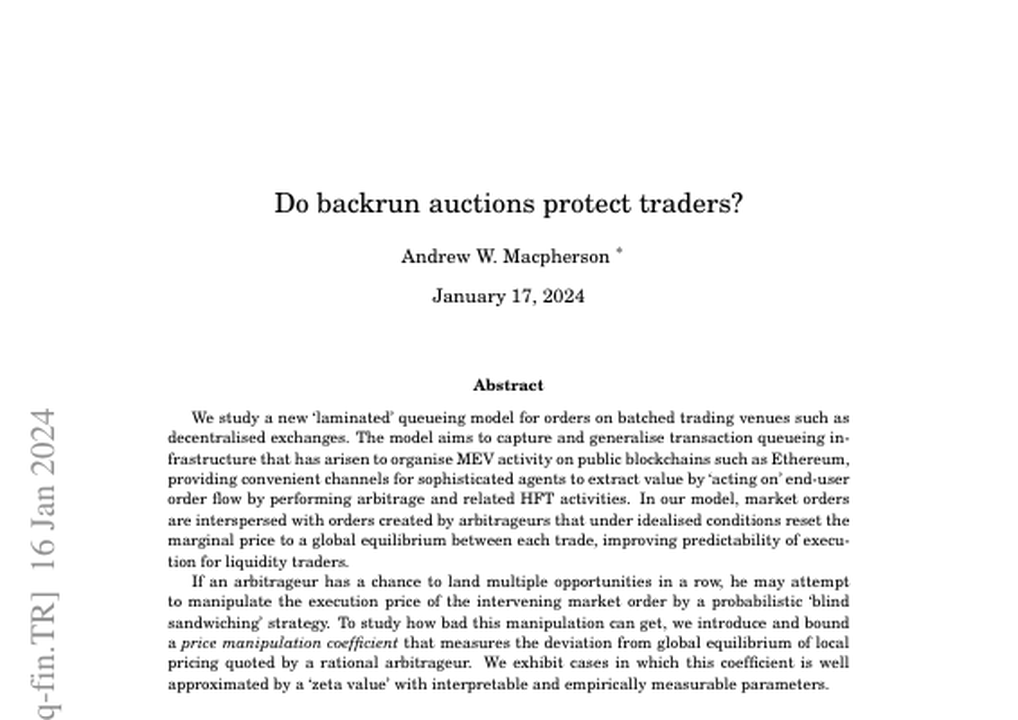 Do backrun auctions protect traders?
Andrew W. Macpherson *
January 17, 2024
Abstract
We study a new ‘laminated’ queueing model for orders on batched trading venues such as
decentralised exchanges. The model aims to capture and generalise transaction queueing in-
frastructure that has arisen to organise MEV activity on public blockchains such as Ethereum,
providing convenient channels for sophisticated agents to extract value by ‘acting on’ end-user
order flow by performing arbitrage and related HFT activities. In our model, market orders
are interspersed with orders created by arbitrageurs that under idealised conditions reset the
marginal price to a global equilibrium between each trade, improving predictability of execu-
tion for liquidity traders.
If an arbitrageur has a chance to land multiple opportunities in a row, he may attempt
to manipulate the execution price of the intervening market order by a probabilistic ‘blind
sandwiching’ strategy. To study how bad this manipulation can get, we introduce and bound
a price manipulation coefficient that measures the deviation from global equilibrium of local
pricing quoted by a rational arbitrageur. We exhibit cases in which this coefficient is well
approximated by a ‘zeta value’ with interpretable and empirically measurable parameters.
q-fin.TR] 16 Jan 2024